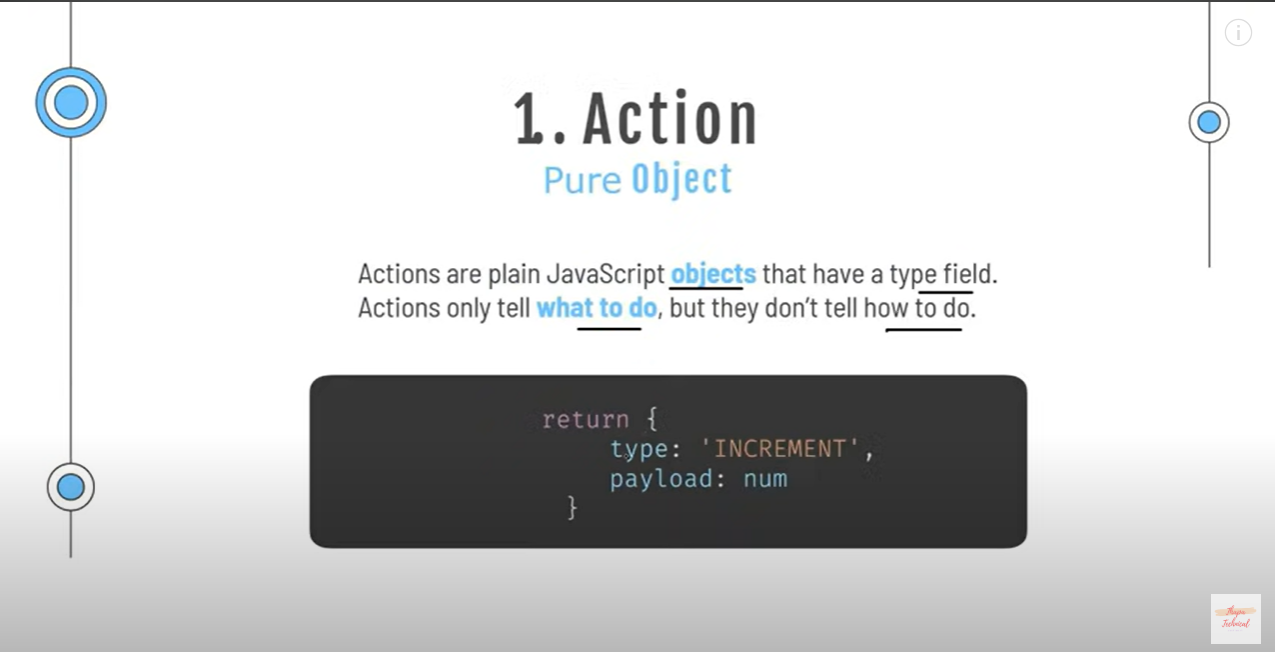 1. Action
Pure Object
Actions are plain JavaScript objects that have a type field.
Actions only tell what to do, but they don't tell how to do.
return {
type: 'INCREMENT',
payload: num
}
Thapa
Technical